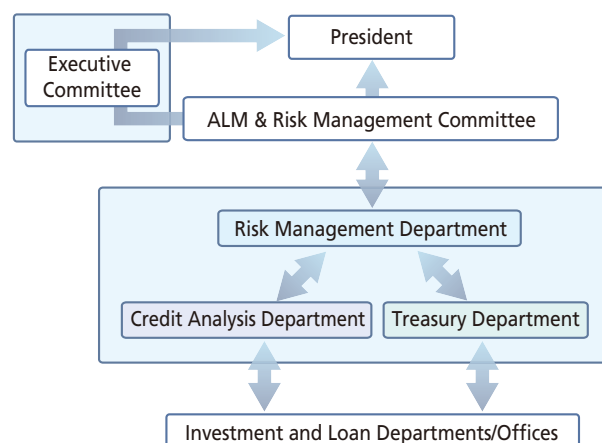 President
Executive
Committee
ALM & Risk Management Committee
Risk Management Department
Credit Analysis Department
Treasury Department
Investment and Loan Departments/Offices